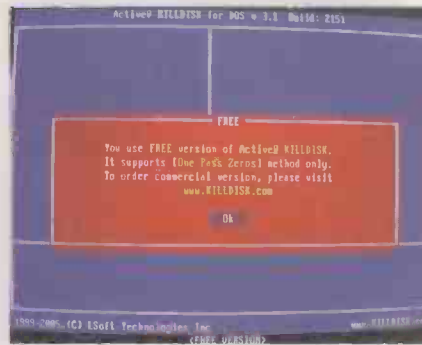 Active@ KILLDISK for DOS v 3.1 Build: 2151
FREE
You use FREE version of Active@ KILLDISK.
It supports [One Pass Zeros] method only.
To order commercial version, please visit
www.KILLDISK.com
Ok
1999-2005 (C) LSoft Technologies Inc
www.KILLDISK.
(FREE VERSION)